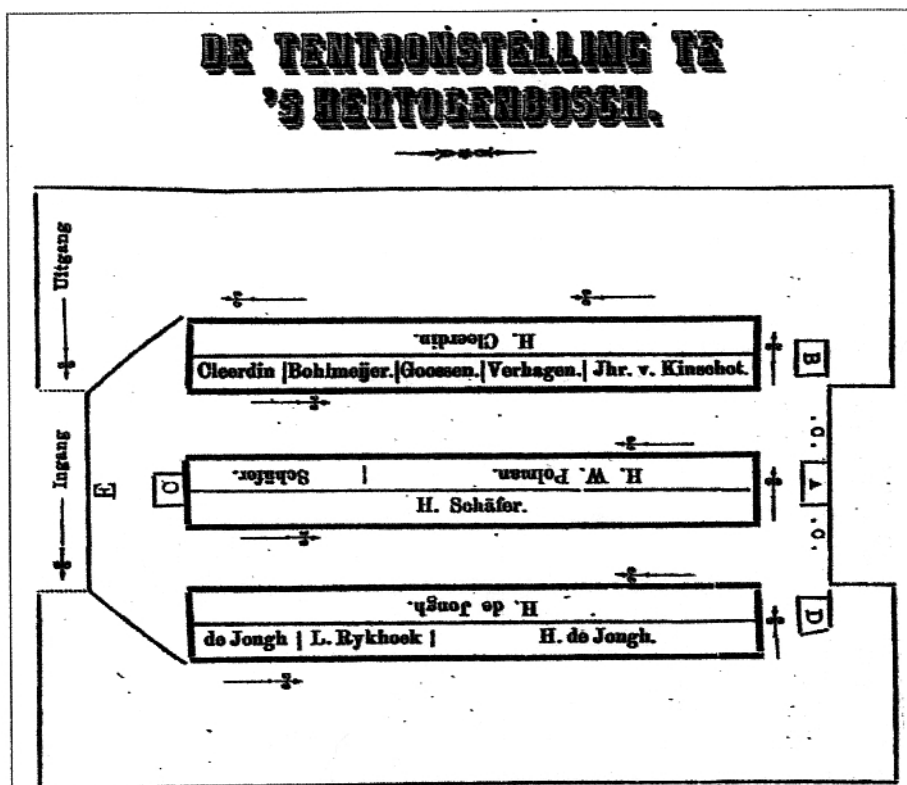 DE TENTOONSTELLING TE
'S HERTOGENBOSCH.
Uitgang
H. Cleerdin.
Cleerdin | Bohlmeijer. | Goossen. | Verhagen. | Jhr. v. Kinschot.
B
Ingang
E
C
Schäfer. | H. W. Polman.
H. Schäfer.
.C. A .C.
H. de Jongh.
de Jongh | L. Rykhoek | H. de Jongh.
D